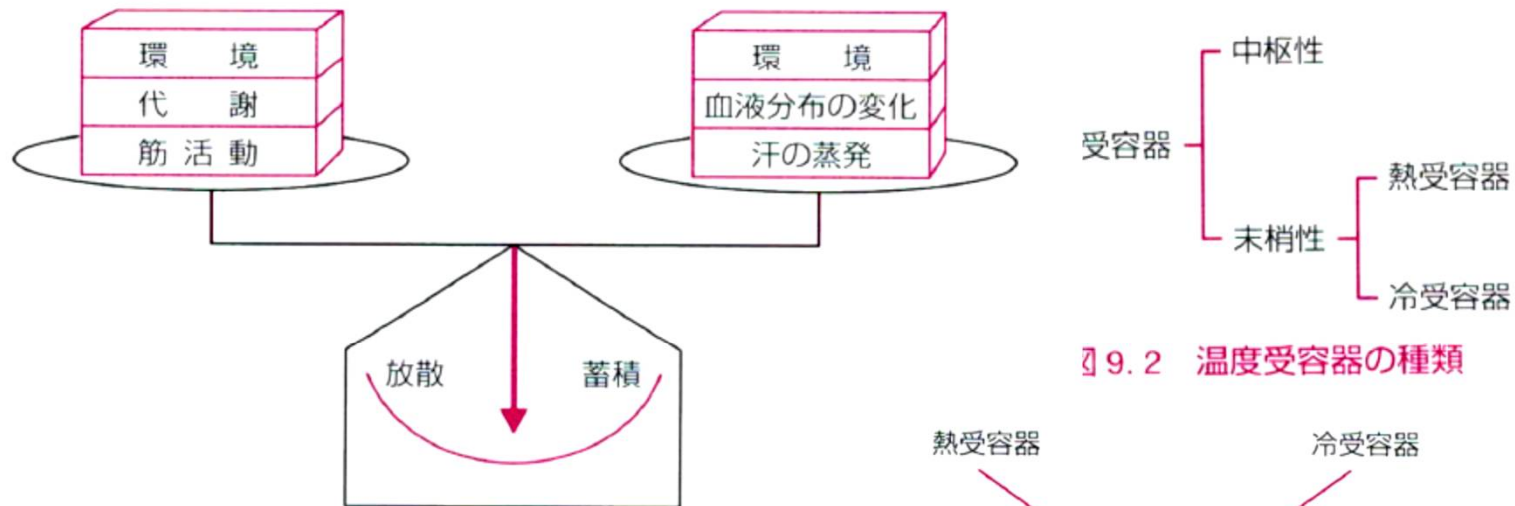 環 境
代 謝
筋 活 動
環 境
血液分布の変化
汗の蒸発
放散
蓄積
中枢性
受容器
熱受容器
末梢性
冷受容器
図9.2 温度受容器の種類
熱受容器
冷受容器